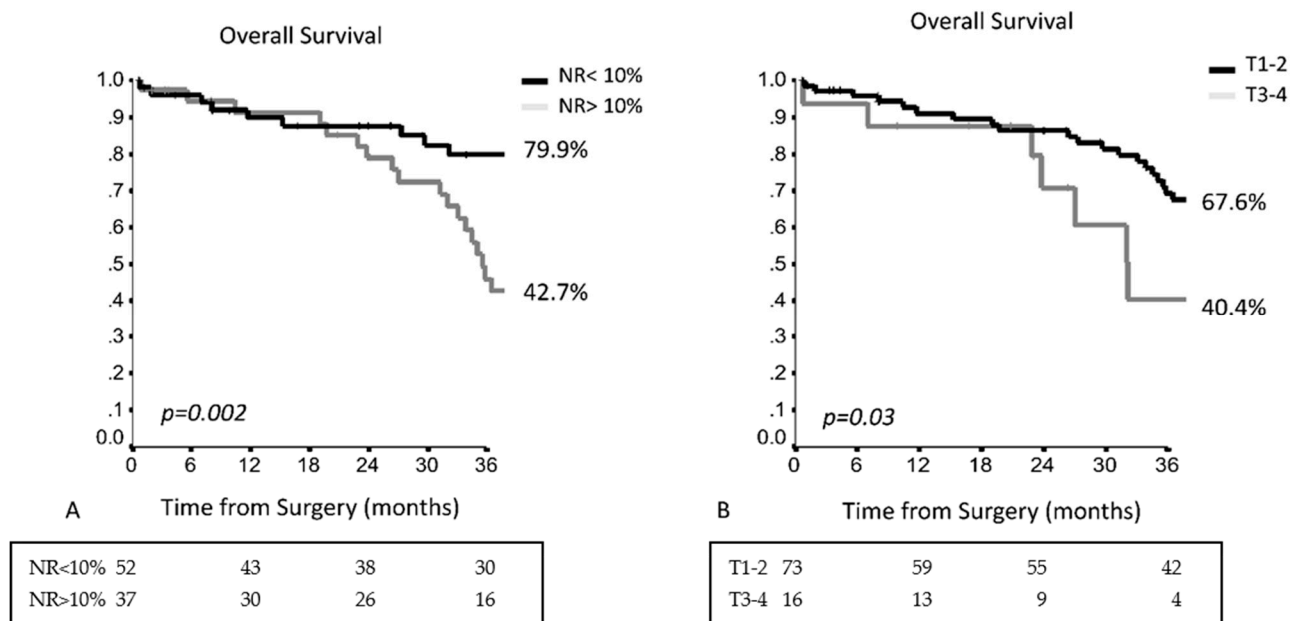 Overall Survival
NR< 10%
NR> 10%
1.0
.9
.8
.7
.6
.5
.4
.3
.2
.1
0.0
79.9%
42.7%
p=0.002
0 6 12 18 24 30 36
A Time from Surgery (months)
NR<10% 52 43 38 30
NR>10% 37 30 26 16
Overall Survival
T1-2
T3-4
1.0
.9
.8
.7
.6
.5
.4
.3
.2
.1
0.0
67.6%
40.4%
p=0.03
0 6 12 18 24 30 36
B Time from Surgery (months)
T1-2 73 59 55 42
T3-4 16 13 9 4